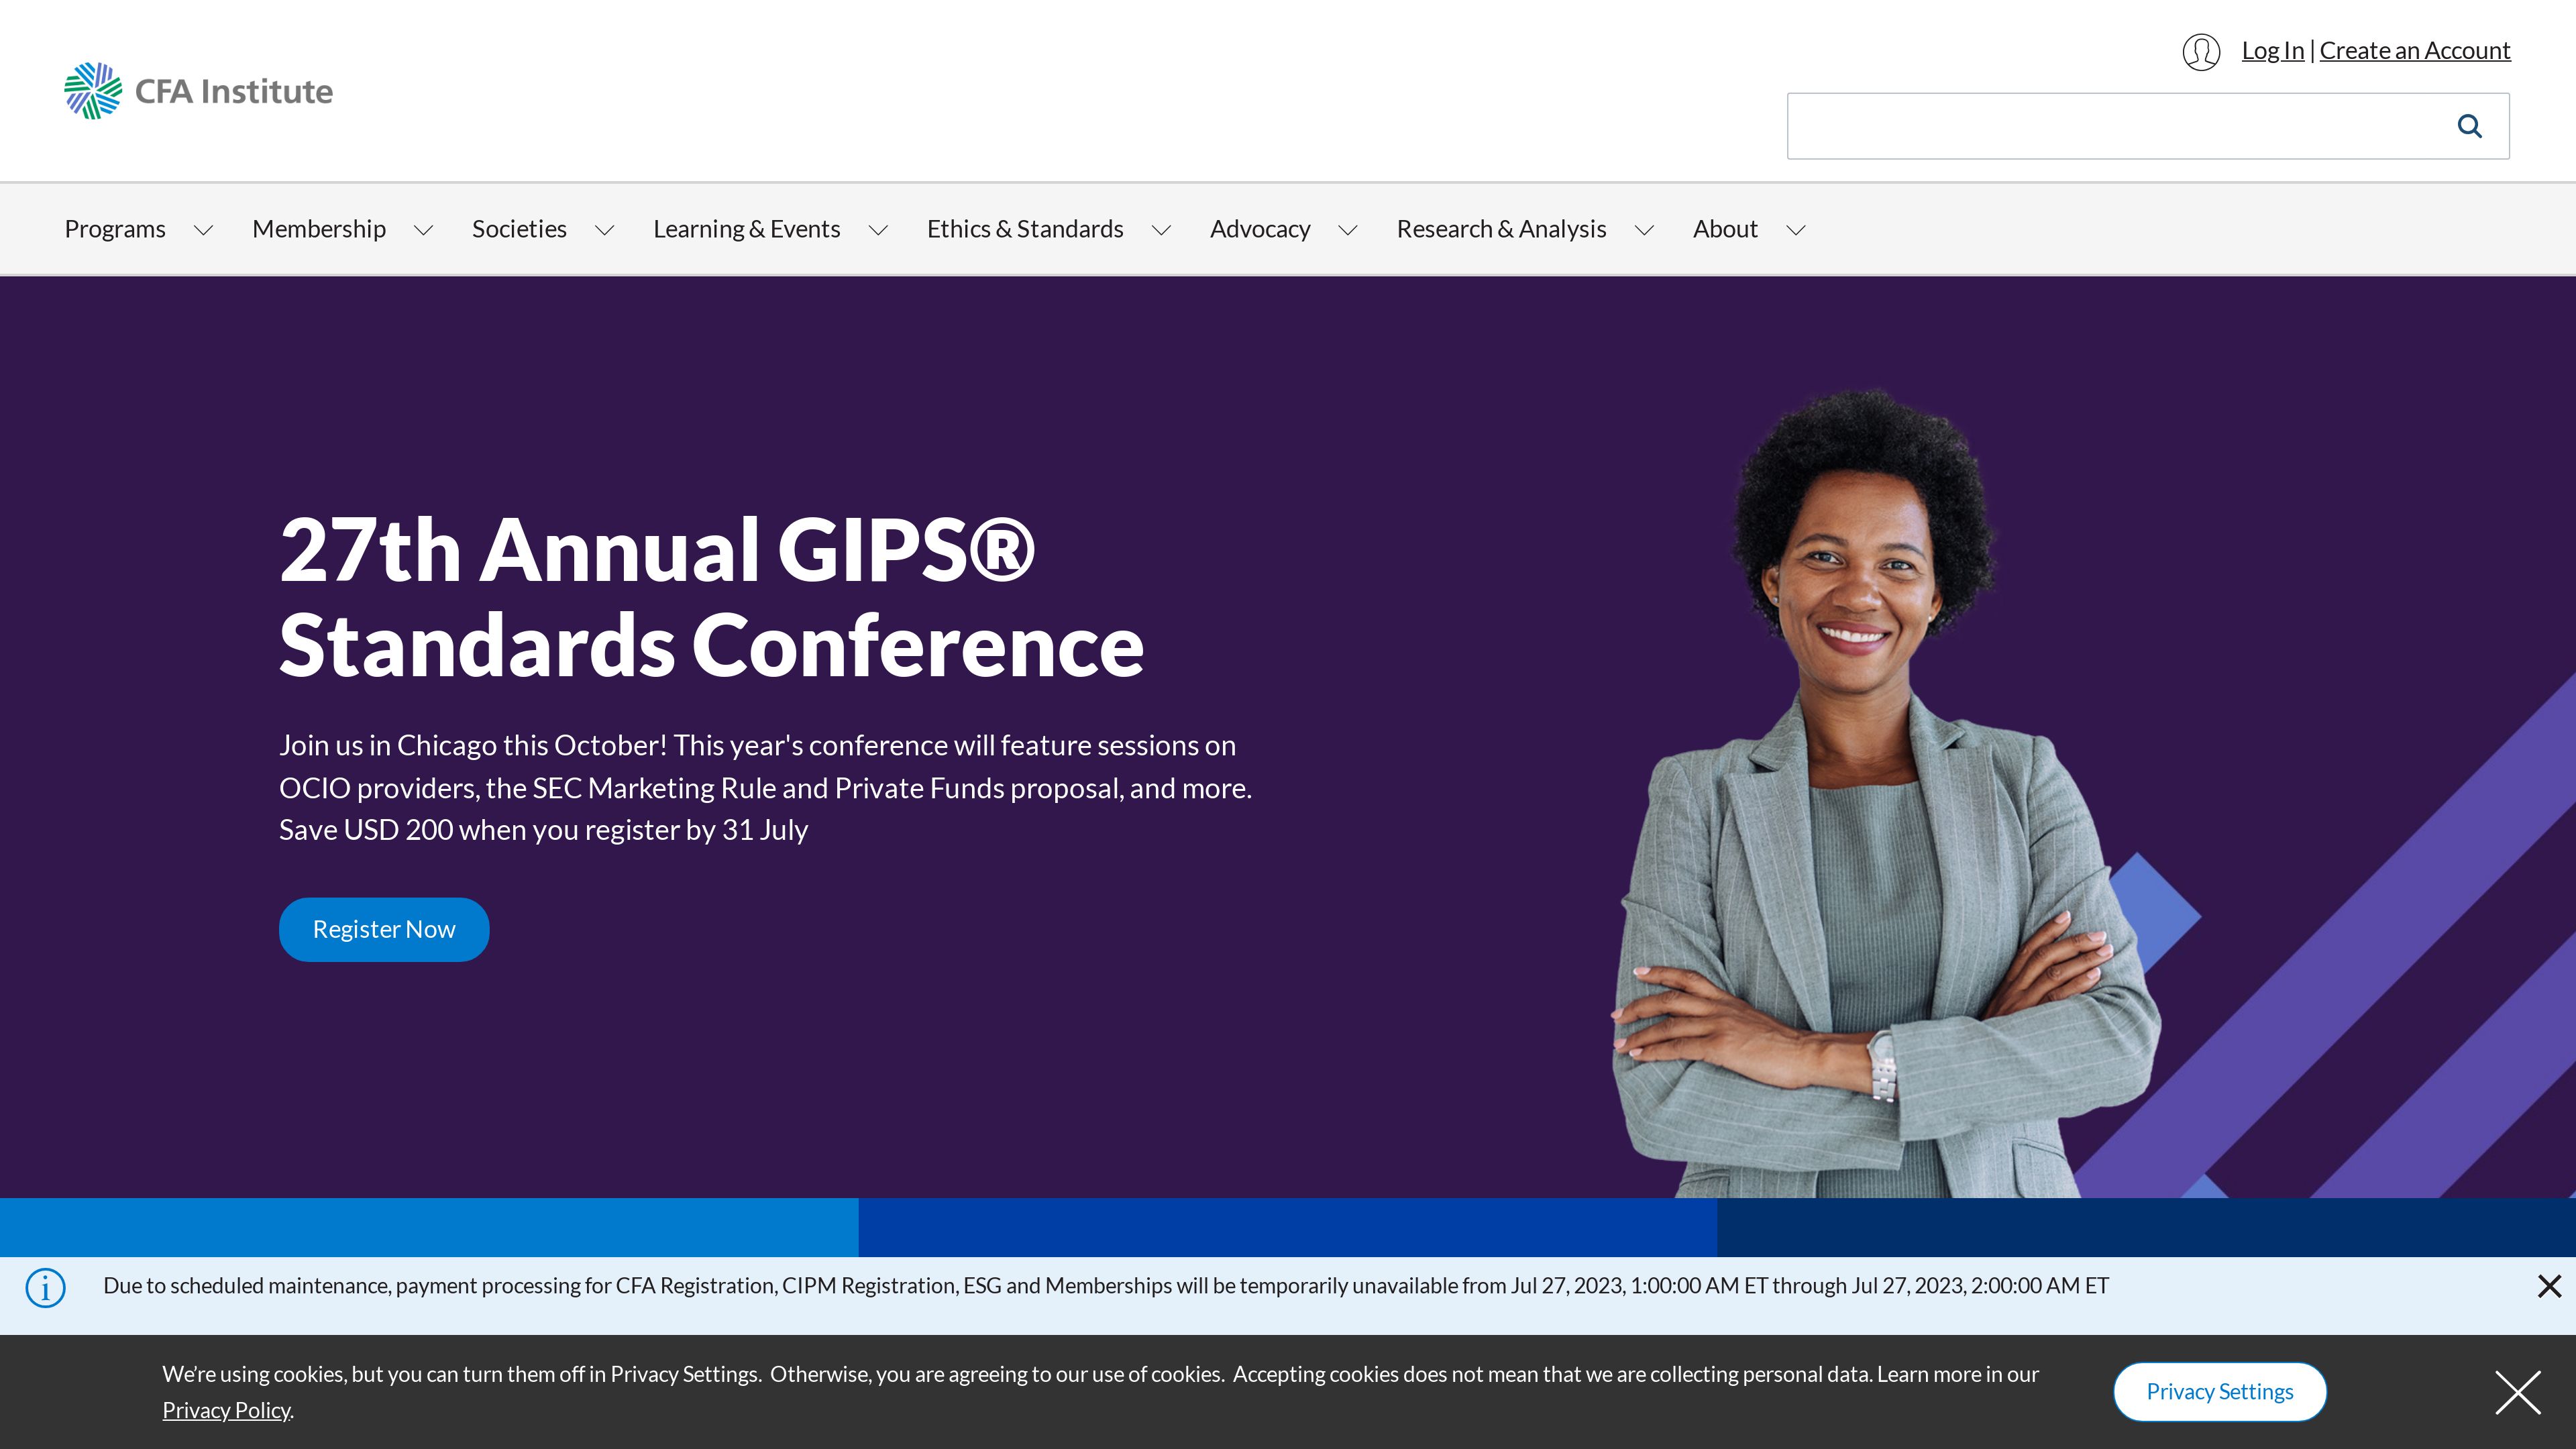 CFA Institute
Log In | Create an Account
Programs Membership Societies Learning & Events Ethics & Standards Advocacy Research & Analysis About
27th Annual GIPS®
Standards Conference
Join us in Chicago this October! This year's conference will feature sessions on
OCIO providers, the SEC Marketing Rule and Private Funds proposal, and more.
Save USD 200 when you register by 31 July
Register Now
Due to scheduled maintenance, payment processing for CFA Registration, CIPM Registration, ESG and Memberships will be temporarily unavailable from Jul 27, 2023, 1:00:00 AM ET through Jul 27, 2023, 2:00:00 AM ET
We’re using cookies, but you can turn them off in Privacy Settings. Otherwise, you are agreeing to our use of cookies. Accepting cookies does not mean that we are collecting personal data. Learn more in our
Privacy Policy.
Privacy Settings